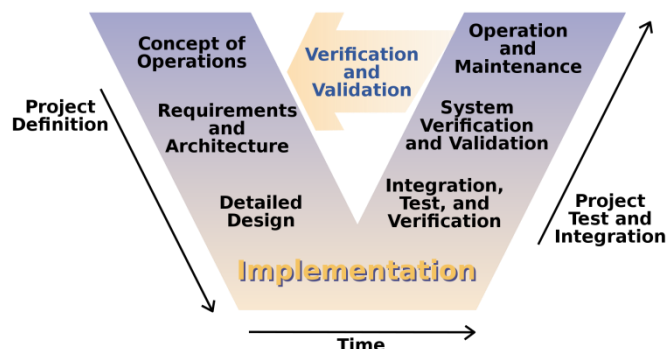 Concept of
Operations
Verification
and
Validation
Operation
and
Maintenance
Project
Definition
Requirements
and
Architecture
System
Verification
and Validation
Detailed
Design
Integration,
Test, and
Verification
Project
Test and
Integration
Implementation
Time